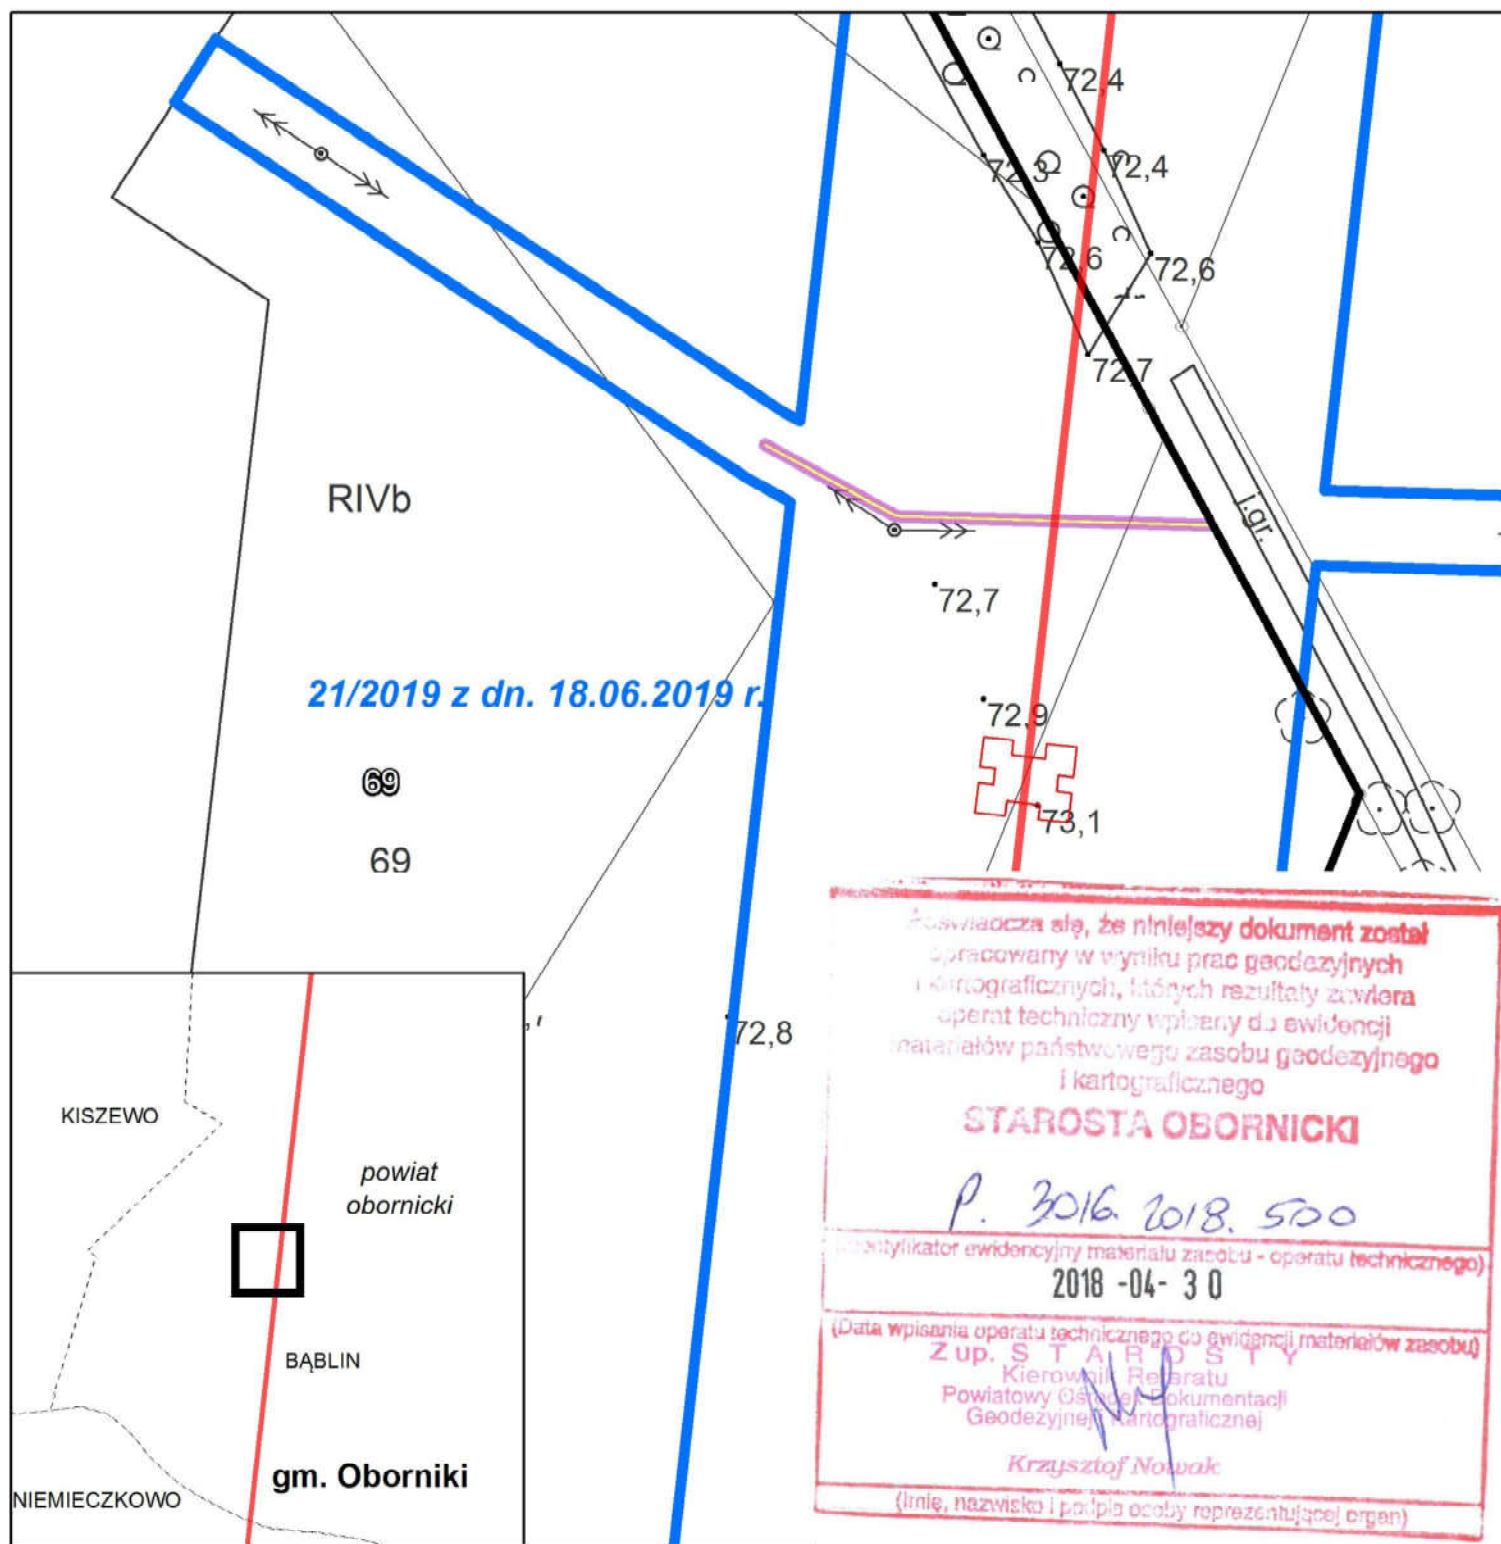 72,4
72,3
72,4
72,6
72,6
dr
72,7
j.gr.
RIVb
72,7
21/2019 z dn. 18.06.2019 r.
72,9
69
73,1
69
72,8
KISZEWO
powiat
obornicki
BĄBLIN
gm. Oborniki
NIEMIECZKOWO
Poświadcza się, że niniejszy dokument został
opracowany w wyniku prac geodezyjnych
i kartograficznych, których rezultaty zawiera
operat techniczny wpisany do ewidencji
materiałów państwowego zasobu geodezyjnego
i kartograficznego
STAROSTA OBORNICKI
P. 3016. 2018. 500
(Identyfikator ewidencyjny materiału zasobu - operatu technicznego)
2018 -04- 30
(Data wpisania operatu technicznego do ewidencji materiałów zasobu)
Z up. STAROSTY
Kierownik Referatu
Powiatowy Ośrodek Dokumentacji
Geodezyjnej i Kartograficznej
Krzysztof Nowak
(imię, nazwisko i podpis osoby reprezentującej organ)